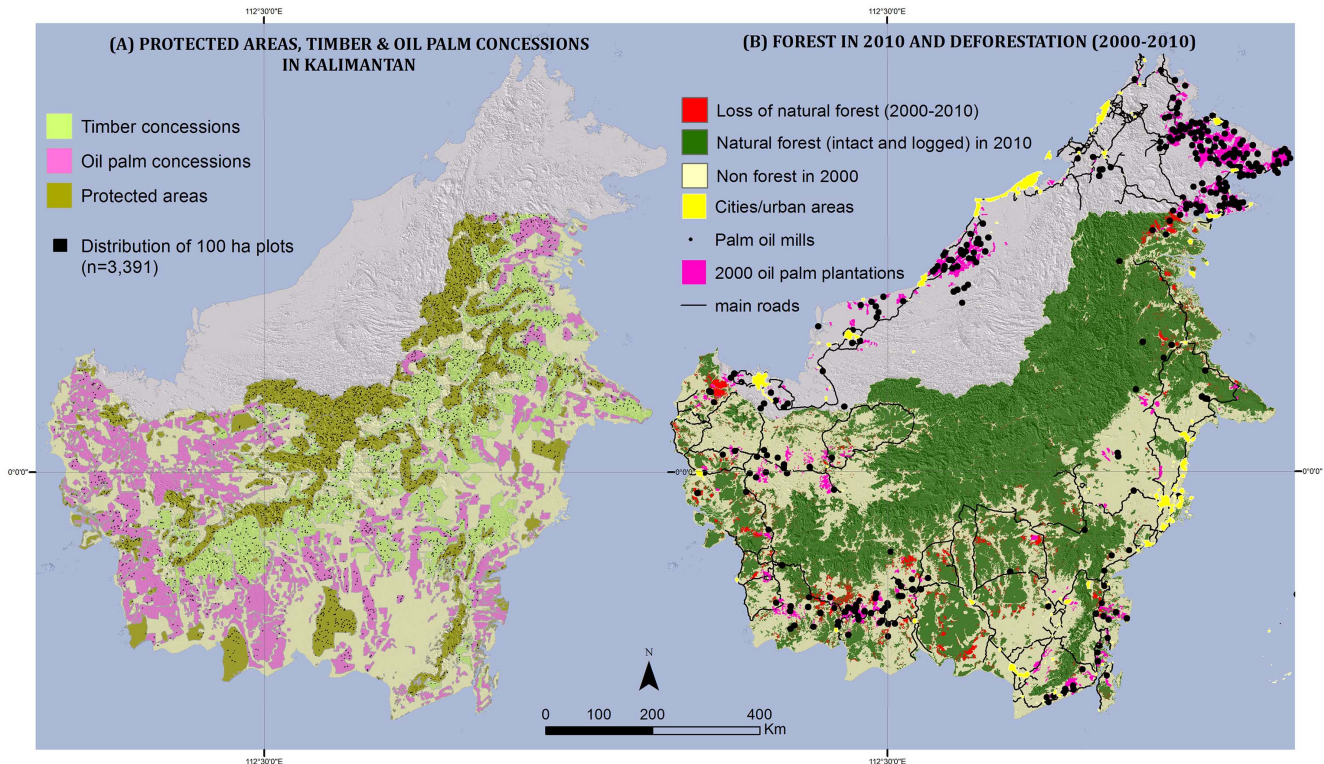 112°30'0"E
112°30'0"E
(A) PROTECTED AREAS, TIMBER & OIL PALM CONCESSIONS
IN KALIMANTAN
Timber concessions
Oil palm concessions
Protected areas
Distribution of 100 ha plots
(n=3,391)
(B) FOREST IN 2010 AND DEFORESTATION (2000-2010)
Loss of natural forest (2000-2010)
Natural forest (intact and logged) in 2010
Non forest in 2000
Cities/urban areas
Palm oil mills
2000 oil palm plantations
main roads
0°0'0"
0°0'0"
0°0'0"
N
0 100 200 400
Km
112°30'0"E
112°30'0"E